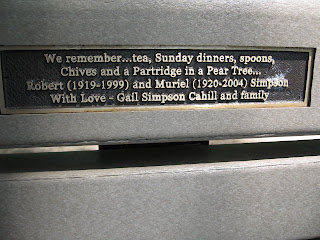 We remember...tea, Sunday dinners, spoons,
Chives and a Partridge in a Pear Tree...
Robert (1919-1999) and Muriel (1920-2004) Simpson
With Love - Gail Simpson Cahill and family